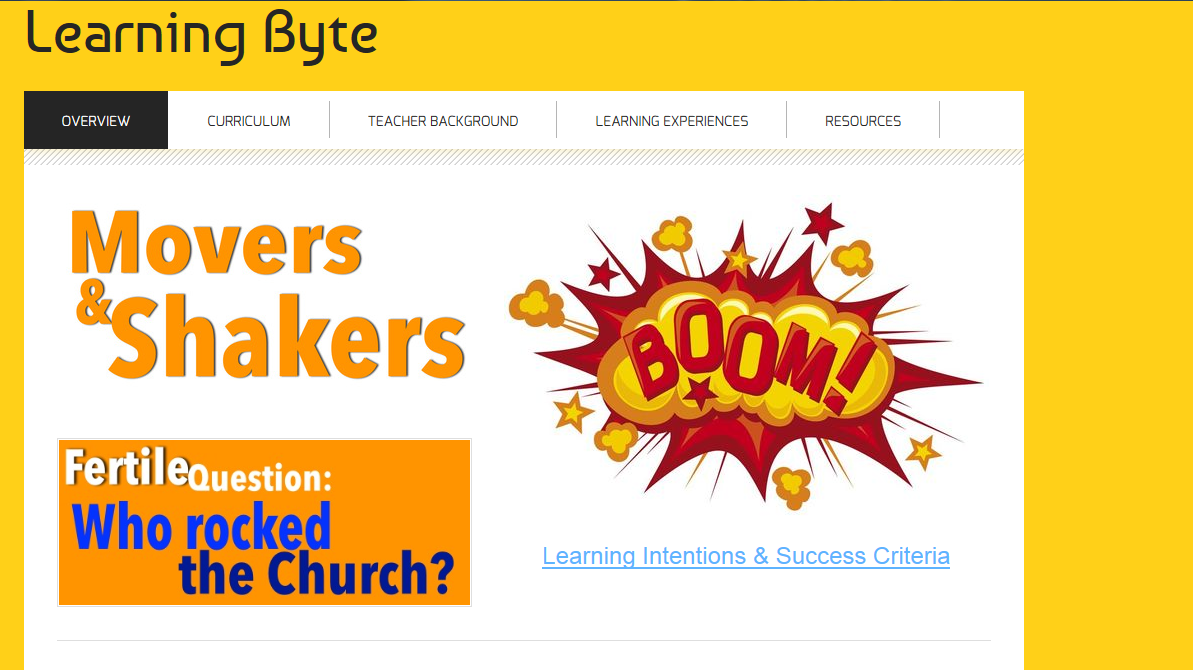 Learning Byte
OVERVIEW CURRICULUM TEACHER BACKGROUND LEARNING EXPERIENCES RESOURCES
Movers
&
Shakers
BOOM!
Fertile Question:
Who rocked
the Church?
Learning Intentions & Success Criteria